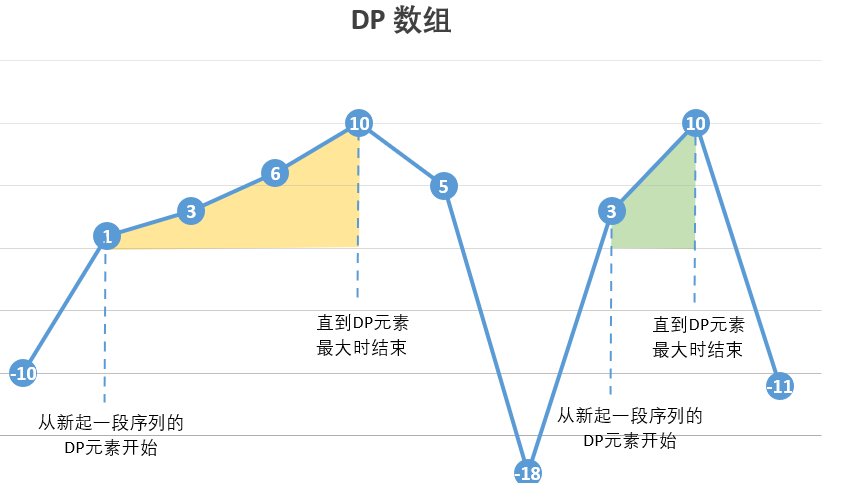 DP 数组
-10
1
3
6
10
5
-18
3
10
-11
从新起一段序列的
DP元素开始
直到DP元素
最大时结束
从新起一段序列的
DP元素开始
直到DP元素
最大时结束